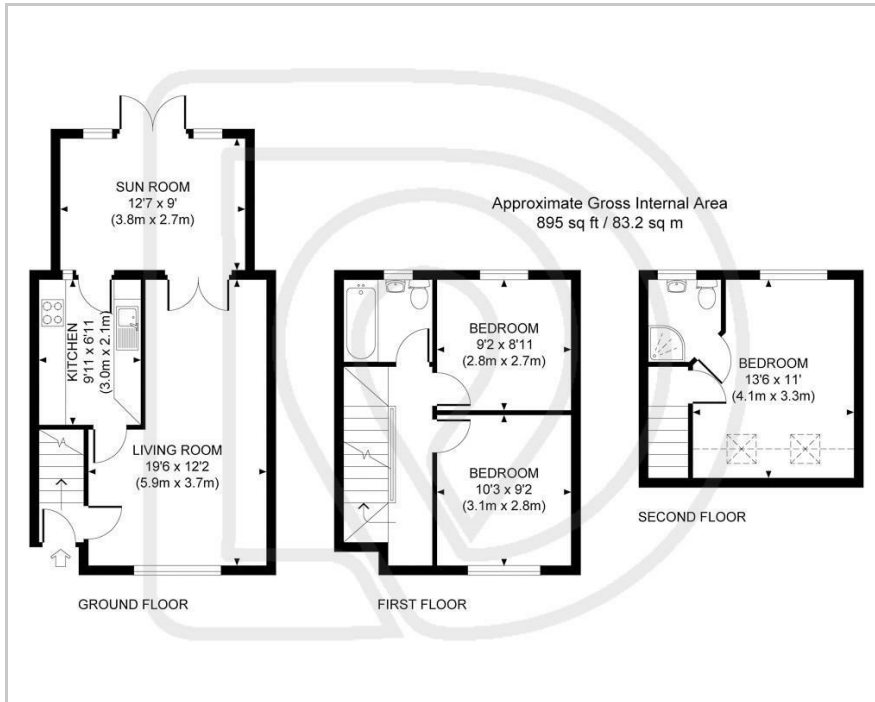 Approximate Gross Internal Area
895 sq ft / 83.2 sq m
SUN ROOM
12'7 x 9'
(3.8m x 2.7m)
KITCHEN
9'11 x 6'11
(3.0m x 2.1m)
LIVING ROOM
19'6 x 12'2
(5.9m x 3.7m)
GROUND FLOOR
BEDROOM
9'2 x 8'11
(2.8m x 2.7m)
BEDROOM
10'3 x 9'2
(3.1m x 2.8m)
FIRST FLOOR
BEDROOM
13'6 x 11'
(4.1m x 3.3m)
SECOND FLOOR